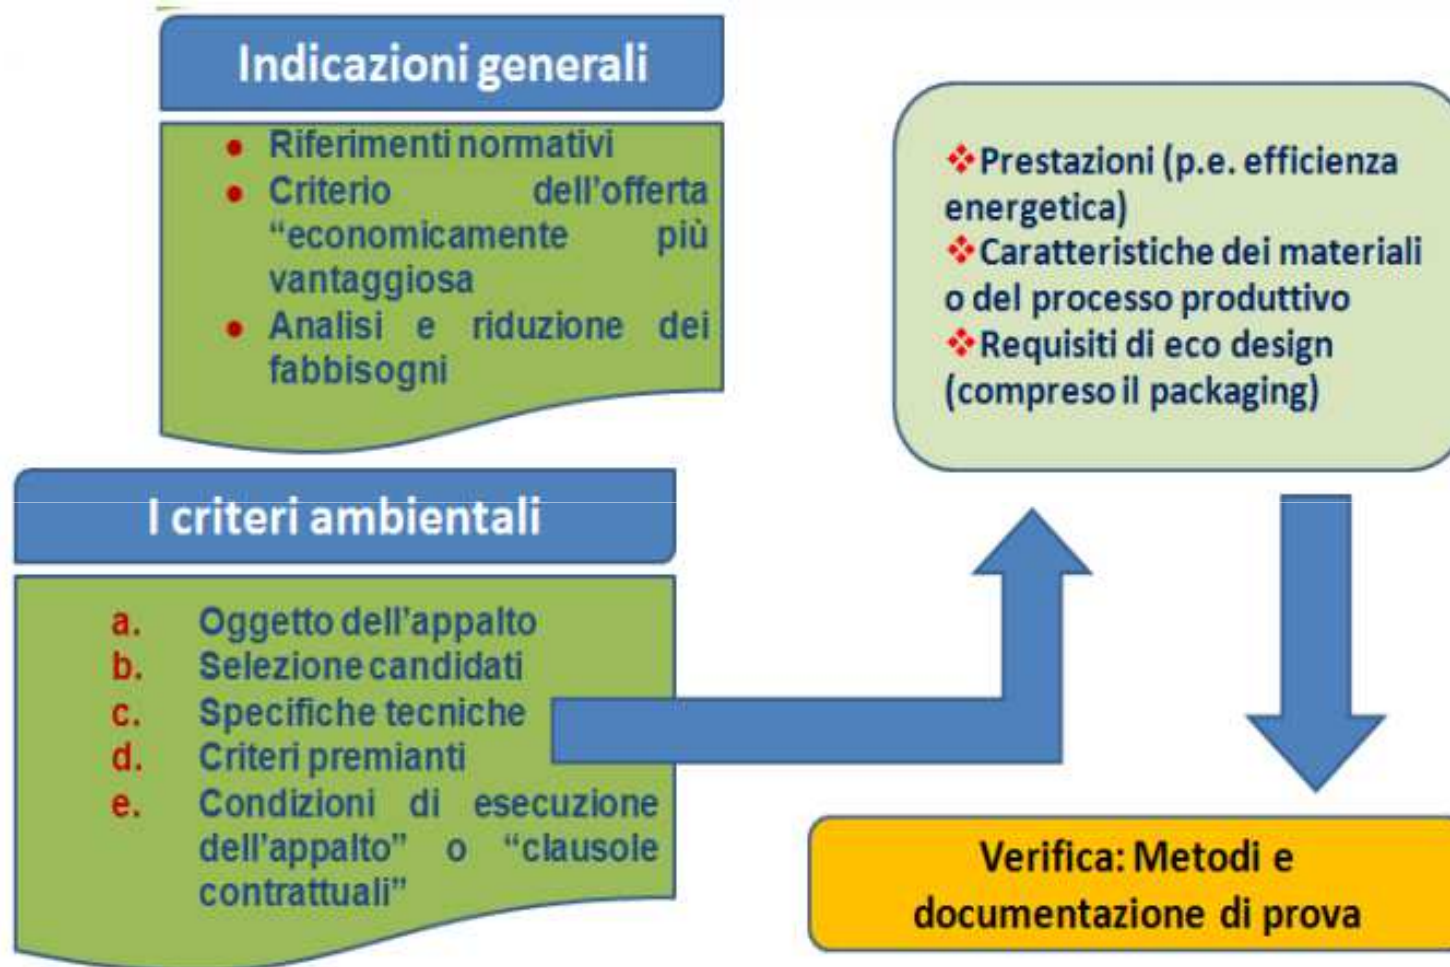 Indicazioni generali
● Riferimenti normativi
● Criterio dell'offerta
“economicamente più
vantaggiosa
● Analisi e riduzione dei
fabbisogni
I criteri ambientali
a. Oggetto dell'appalto
b. Selezione candidati
c. Specifiche tecniche
d. Criteri premianti
e. Condizioni di esecuzione
dell'appalto” o “clausole
contrattuali”
❖Prestazioni (p.e. efficienza
energetica)
❖Caratteristiche dei materiali
o del processo produttivo
❖Requisiti di eco design
(compreso il packaging)
Verifica: Metodi e
documentazione di prova